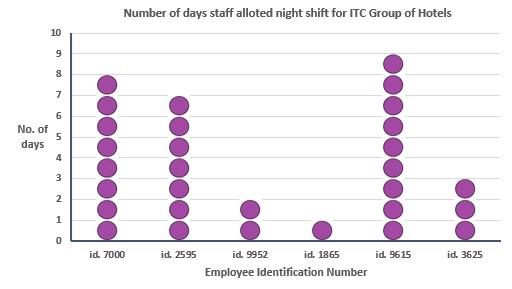 Number of days staff alloted night shift for ITC Group of Hotels
10
9
8
7
6
5
4
3
2
1
0
No. of
days
id. 7000 id. 2595 id. 9952 id. 1865 id. 9615 id. 3625
Employee Identification Number